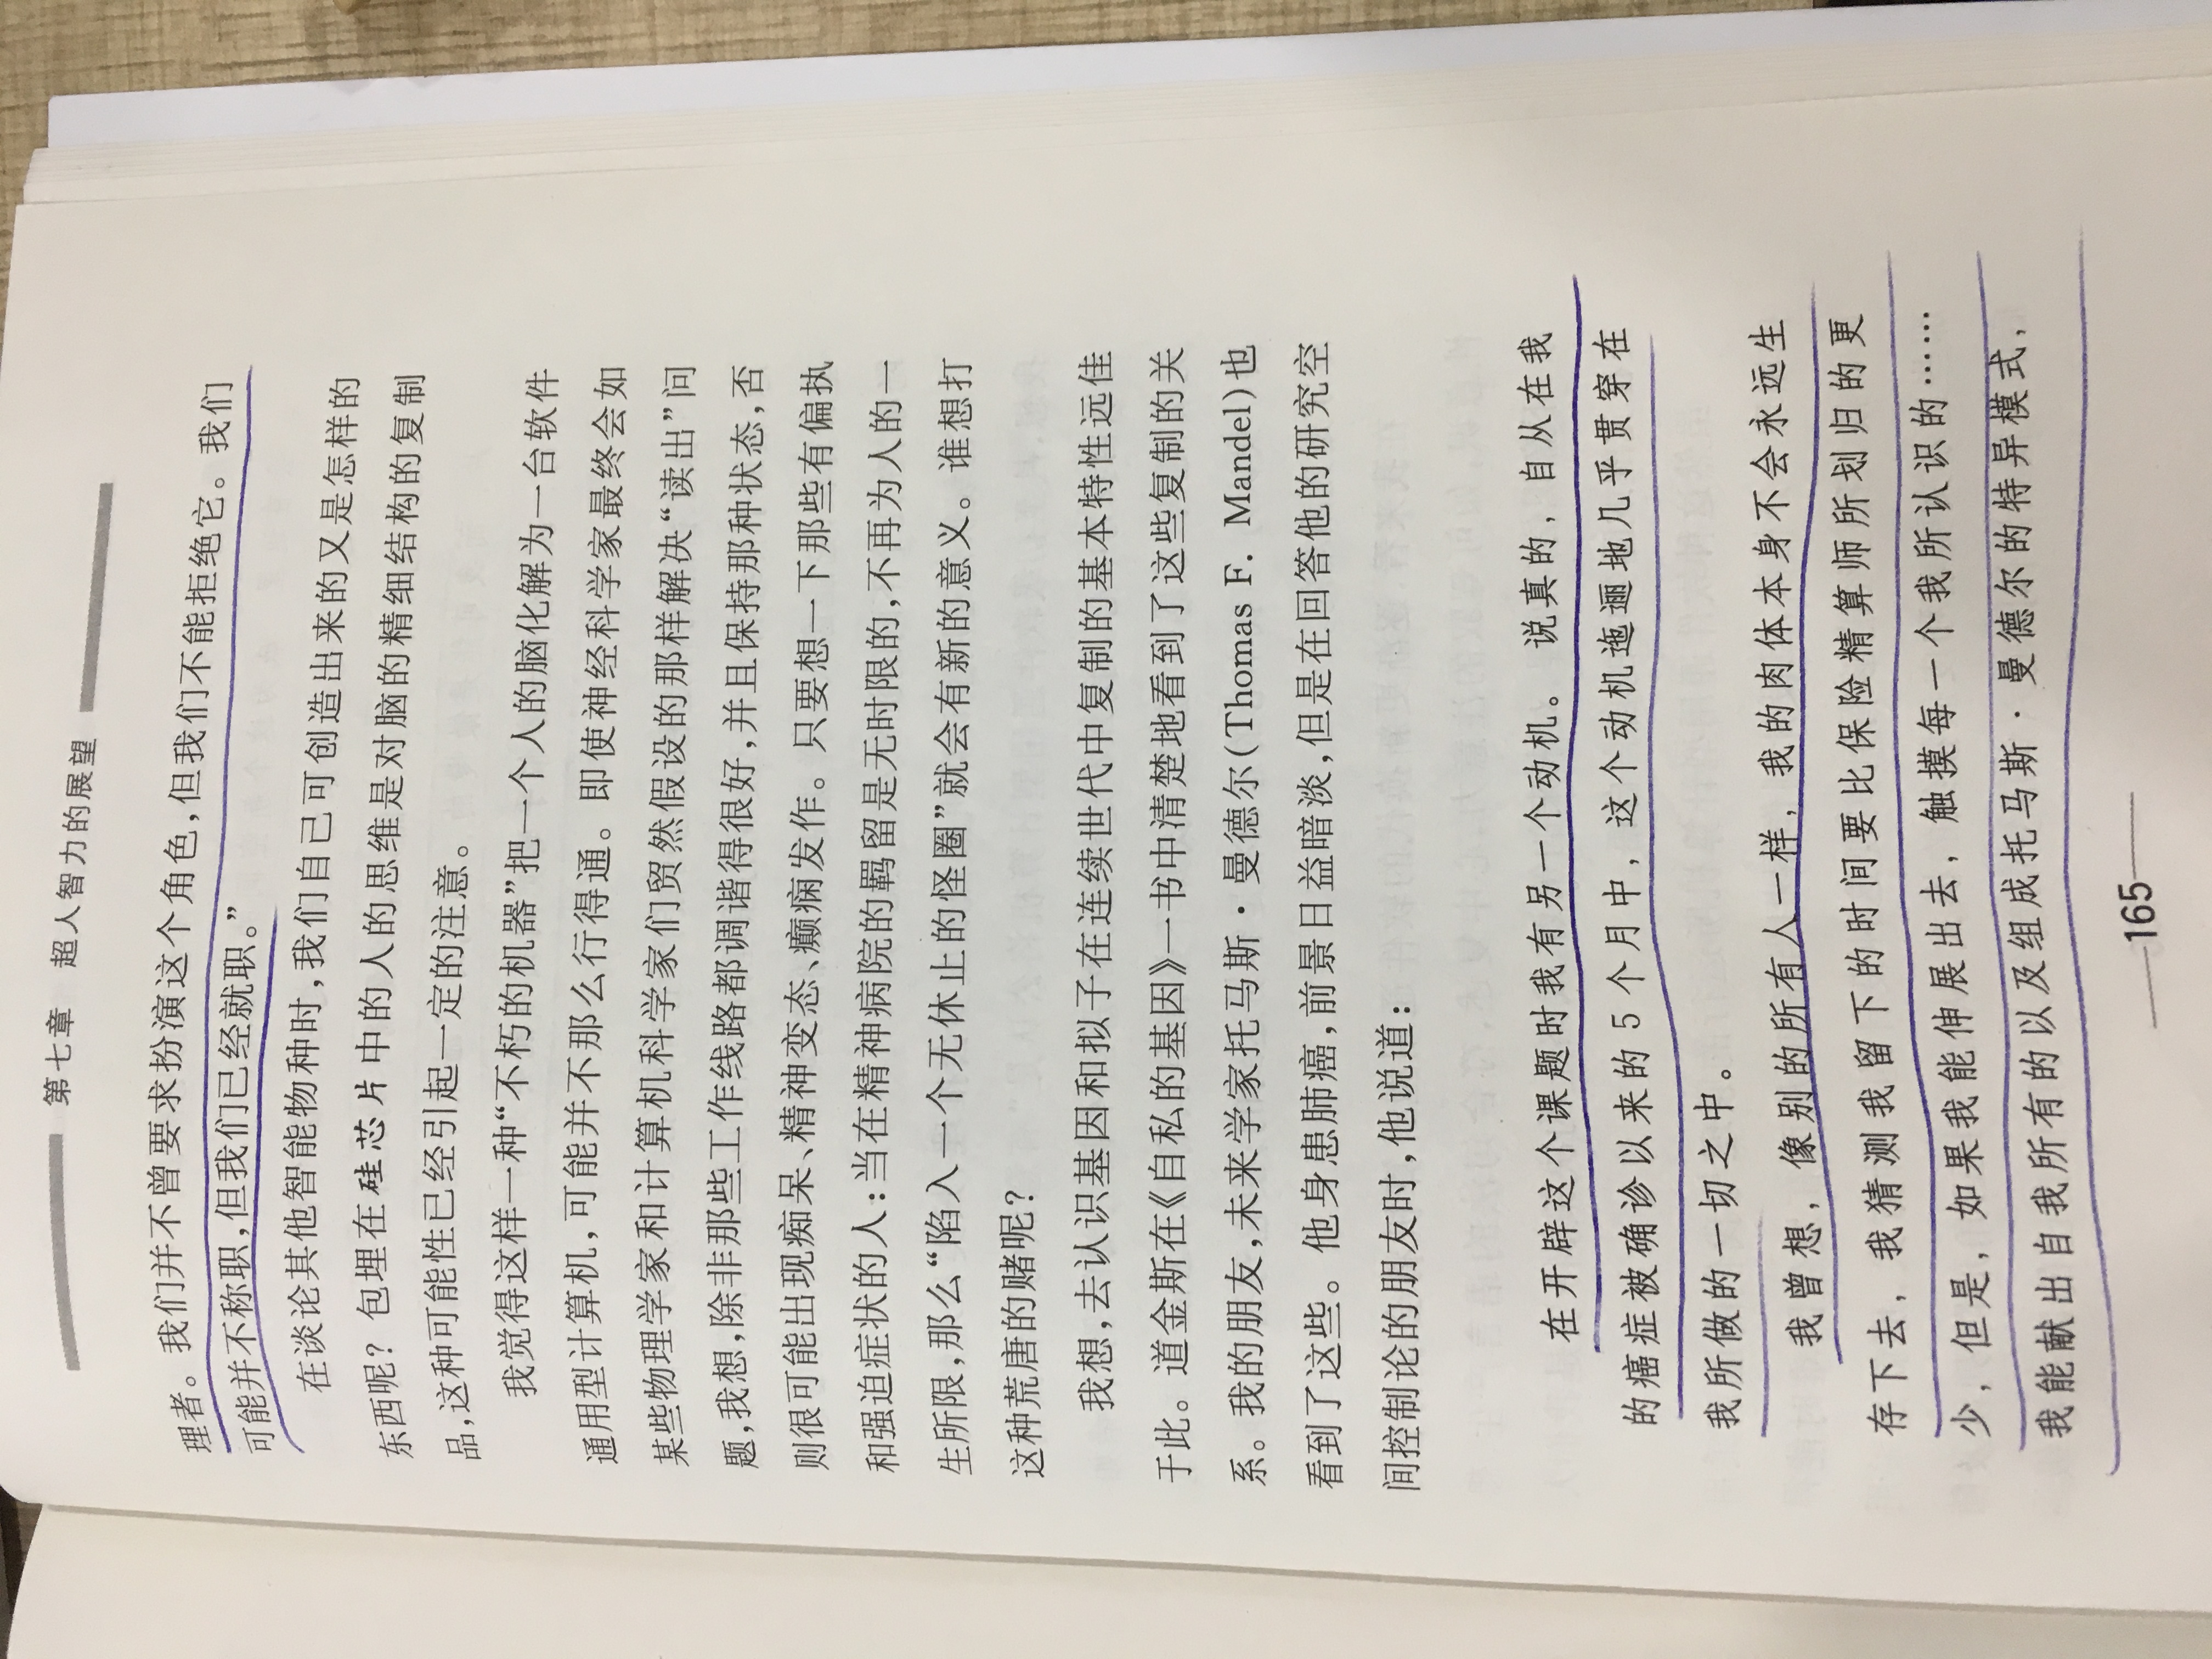 第七章 超人智力的展望
理者。我们并不曾要求扮演这个角色,但我们不能拒绝它。我们
可能并不称职,但我们已经就职。”
在谈论其他智能物种时,我们自己可创造出来的又是怎样的
东西呢?包埋在硅芯片中的人的思维是对脑的精细结构的复制
品,这种可能性已经引起一定的注意。
我觉得这样一种“不朽的机器”把一个人的脑化解为一台软件
通用型计算机,可能并不那么行得通。即使神经科学家最终会如
某些物理学家和计算机科学家们贸然假设的那样解决“读出”问
题,我想,除非那些工作线路都调谐得很好,并且保持那种状态,否
则很可能出现痴呆、精神变态、癫痫发作。只要想一下那些有偏执
和强迫症状的人:当在精神病院的羁留是无时限的,不再为人的一
生所限,那么“陷入一个无休止的怪圈”就会有新的意义。谁想打
这种荒唐的赌呢?
我想,去认识基因和拟子在连续世代中复制的基本特性远佳
于此。道金斯在《自私的基因》一书中清楚地看到了这些复制的关
系。我的朋友,未来学家托马斯·曼德尔(Thomas F. Mandel)也
看到了这些。他身患肺癌,前景日益暗淡,但是在回答他的研究空
间控制论的朋友时,他说道:
在开辟这个课题时我有另一个动机。说真的,自从在我
的癌症被确诊以来的5个月中,这个动机迤逦地几乎贯穿在
我所做的一切之中。
我曾想,像别的所有人一样,我的肉体本身不会永远生
存下去,我猜测我留下的时间要比保险精算师所划归的更
少,但是,如果我能伸展出去,触摸每一个我所认识的……
我能献出自我所有的以及组成托马斯·曼德尔的特异模式,
165